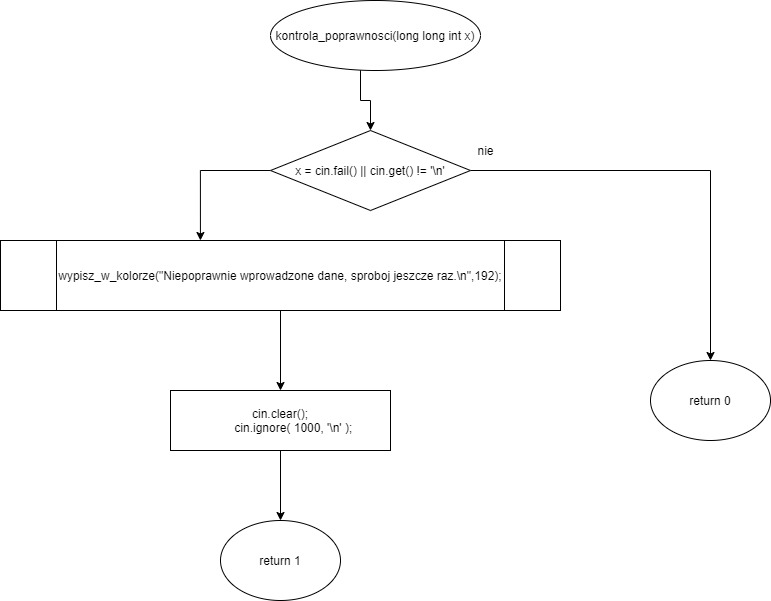 kontrola_poprawnosci(long long int x)
nie
x = cin.fail() || cin.get() != '\n'
wypisz_w_kolorze("Niepoprawnie wprowadzone dane, sproboj jeszcze raz.\n",192);
return 0
cin.clear();
cin.ignore( 1000, '\n' );
return 1